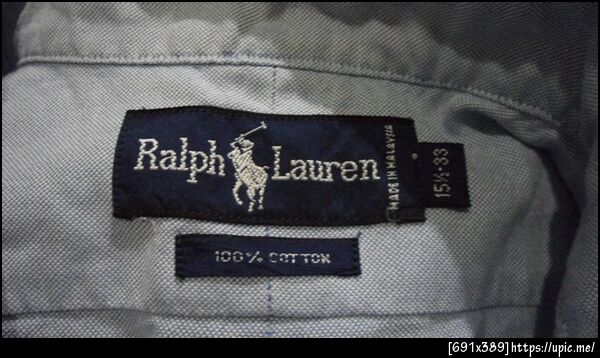 Ralph Lauren
MADE IN MALAYSIA
15½-33
100% COTTON
[691x389]https://upic.me/